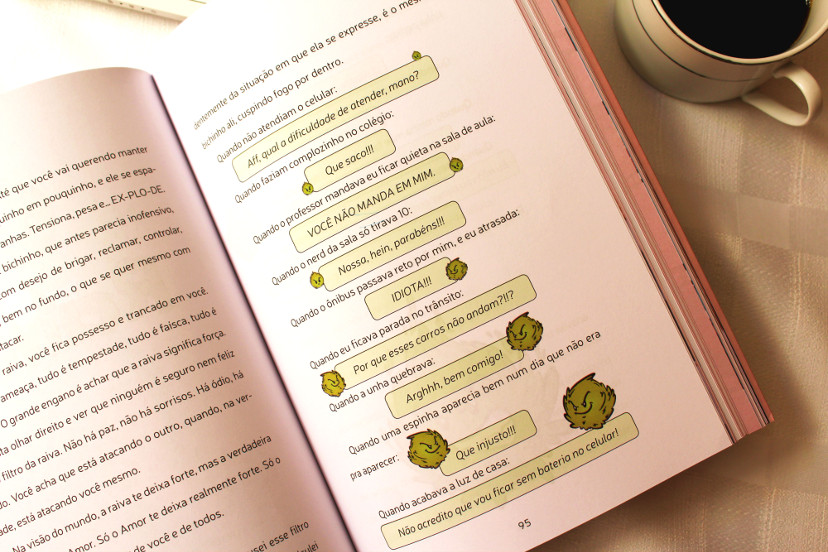 até que você vai querendo manter
quinho em pouquinho, e ele se espa-
anhas. Tensiona, pesa e... EX-PLO-DE.
bichinho, que antes parecia inofensivo,
com desejo de brigar, reclamar, controlar,
bem no fundo, o que se quer mesmo com
atacar.
raiva, você fica possesso e trancado em você.
ameaça, tudo é tempestade, tudo é faísca, tudo é
O grande engano é achar que a raiva significa força.
olhar direito e ver que ninguém é seguro nem feliz
filtro da raiva. Não há paz, não há sorrisos. Há ódio, há
do. Você acha que está atacando o outro, quando, na ver-
dade, está atacando você mesmo.
Na visão do mundo, a raiva te deixa forte, mas a verdadeira
Amor. Só o Amor te deixa realmente forte. Só o
de você e de todos.
usei esse filtro
dentemente da situação em que ela se expresse, é o mes
bichinho ali, cuspindo fogo por dentro.
Quando não atendiam o celular:
Aff, qual a dificuldade de atender, mano?
Quando faziam complozinho no colégio:
Que saco!!!
Quando o professor mandava eu ficar quieta na sala de aula:
VOCÊ NÃO MANDA EM MIM.
Quando o nerd da sala só tirava 10:
Nossa, hein, parabéns!!!
Quando o ônibus passava reto por mim, e eu atrasada:
IDIOTA!!!
Quando eu ficava parada no trânsito:
Por que esses carros não andam?!!?
Quando a unha quebrava:
Arghhh, bem comigo!
Quando uma espinha aparecia bem num dia que não era
pra aparecer:
Que injusto!!!
Quando acabava a luz de casa:
Não acredito que vou ficar sem bateria no celular!
95